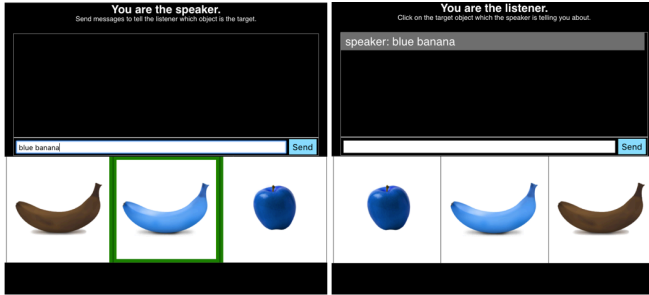 You are the speaker.
Send messages to tell the listener which object is the target.
blue banana
Send
You are the listener.
Click on the target object which the speaker is telling you about.
speaker: blue banana
Send